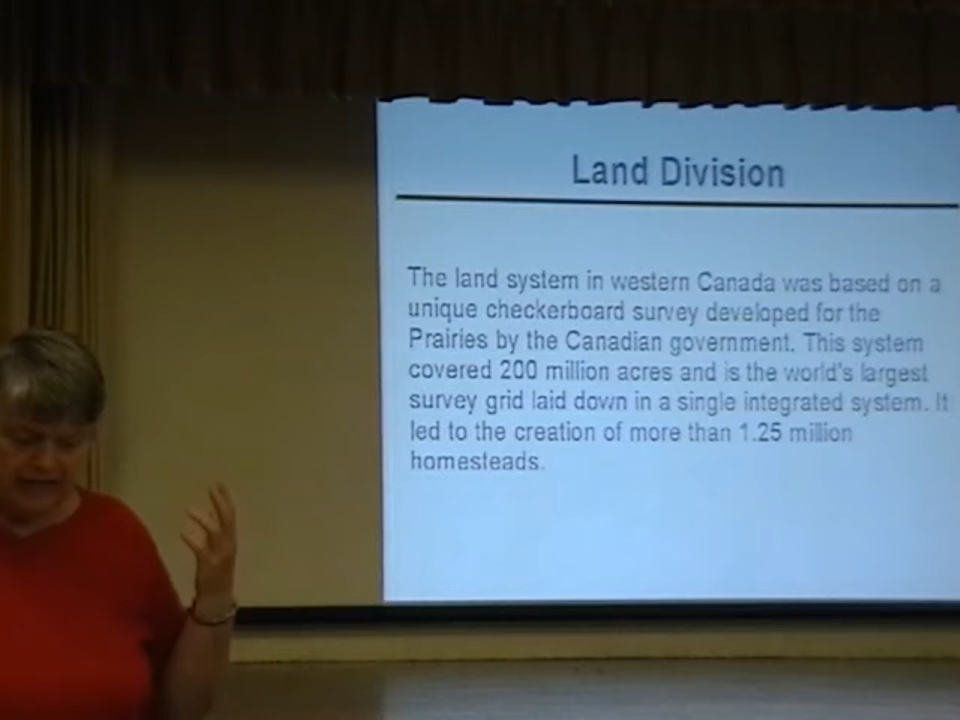 Land Division
The land system in western Canada was based on a
unique checkerboard survey developed for the
Prairies by the Canadian government. This system
covered 200 million acres and is the world's largest
survey grid laid down in a single integrated system. It
led to the creation of more than 1.25 million
homesteads.